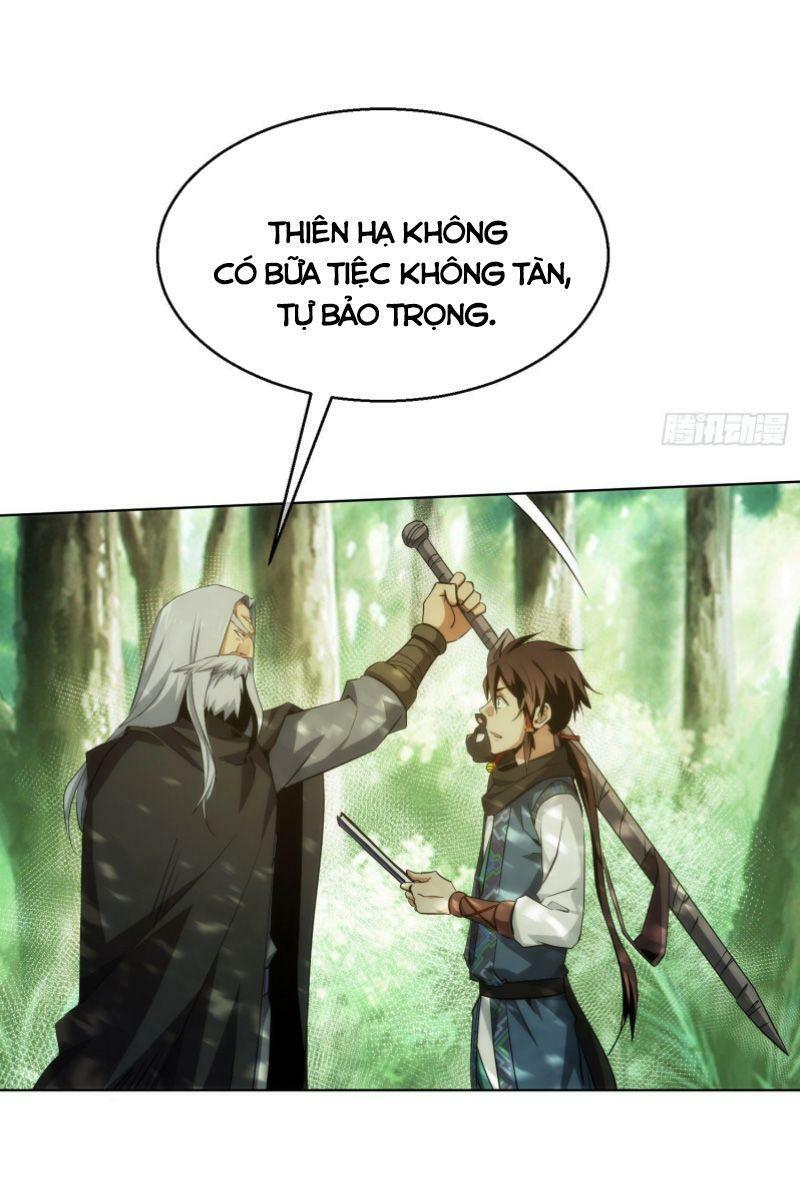 THIÊN HẠ KHÔNG
CÓ BỮA TIỆC KHÔNG TÀN,
TỰ BẢO TRỌNG.
腾讯动漫